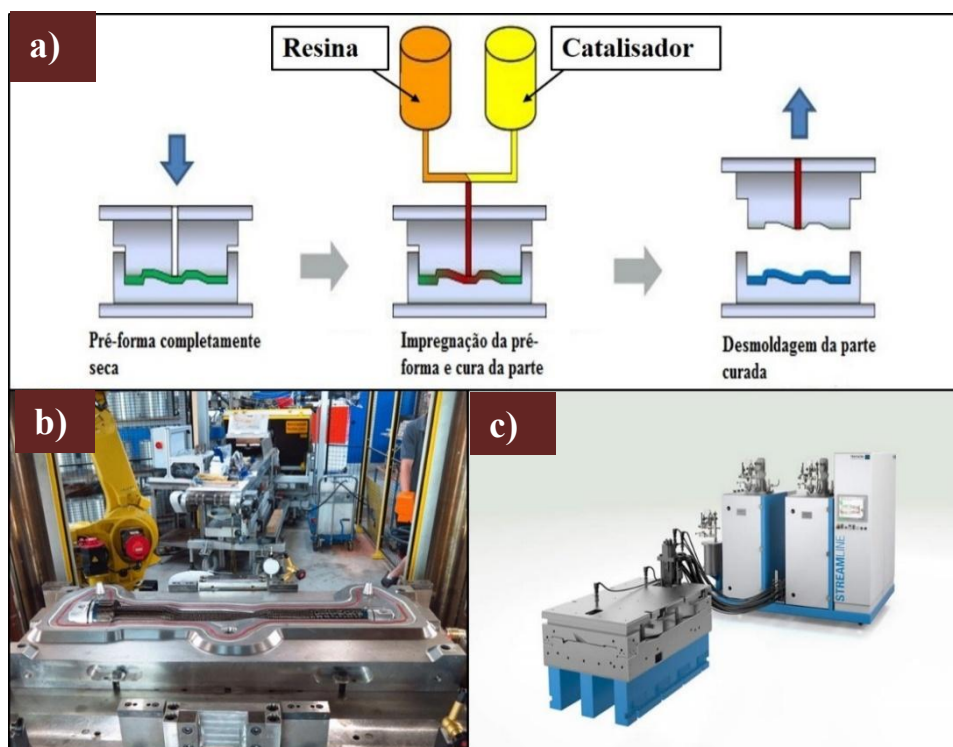 a)
Resina
Catalisador
Pré-forma completamente
seca
Impregnação da pré-
forma e cura da parte
Desmoldagem da parte
curada
b)
c)
STREAMLINE